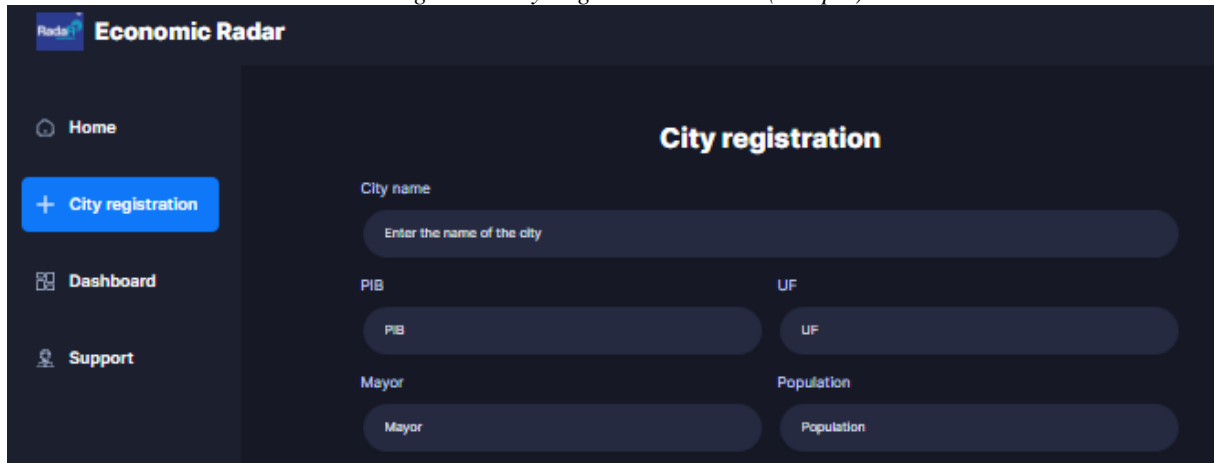 Radar
Economic Radar
Home
City registration
Dashboard
Support
City registration
City name
Enter the name of the city
PIB
UF
PIB
UF
Mayor
Population
Mayor
Population